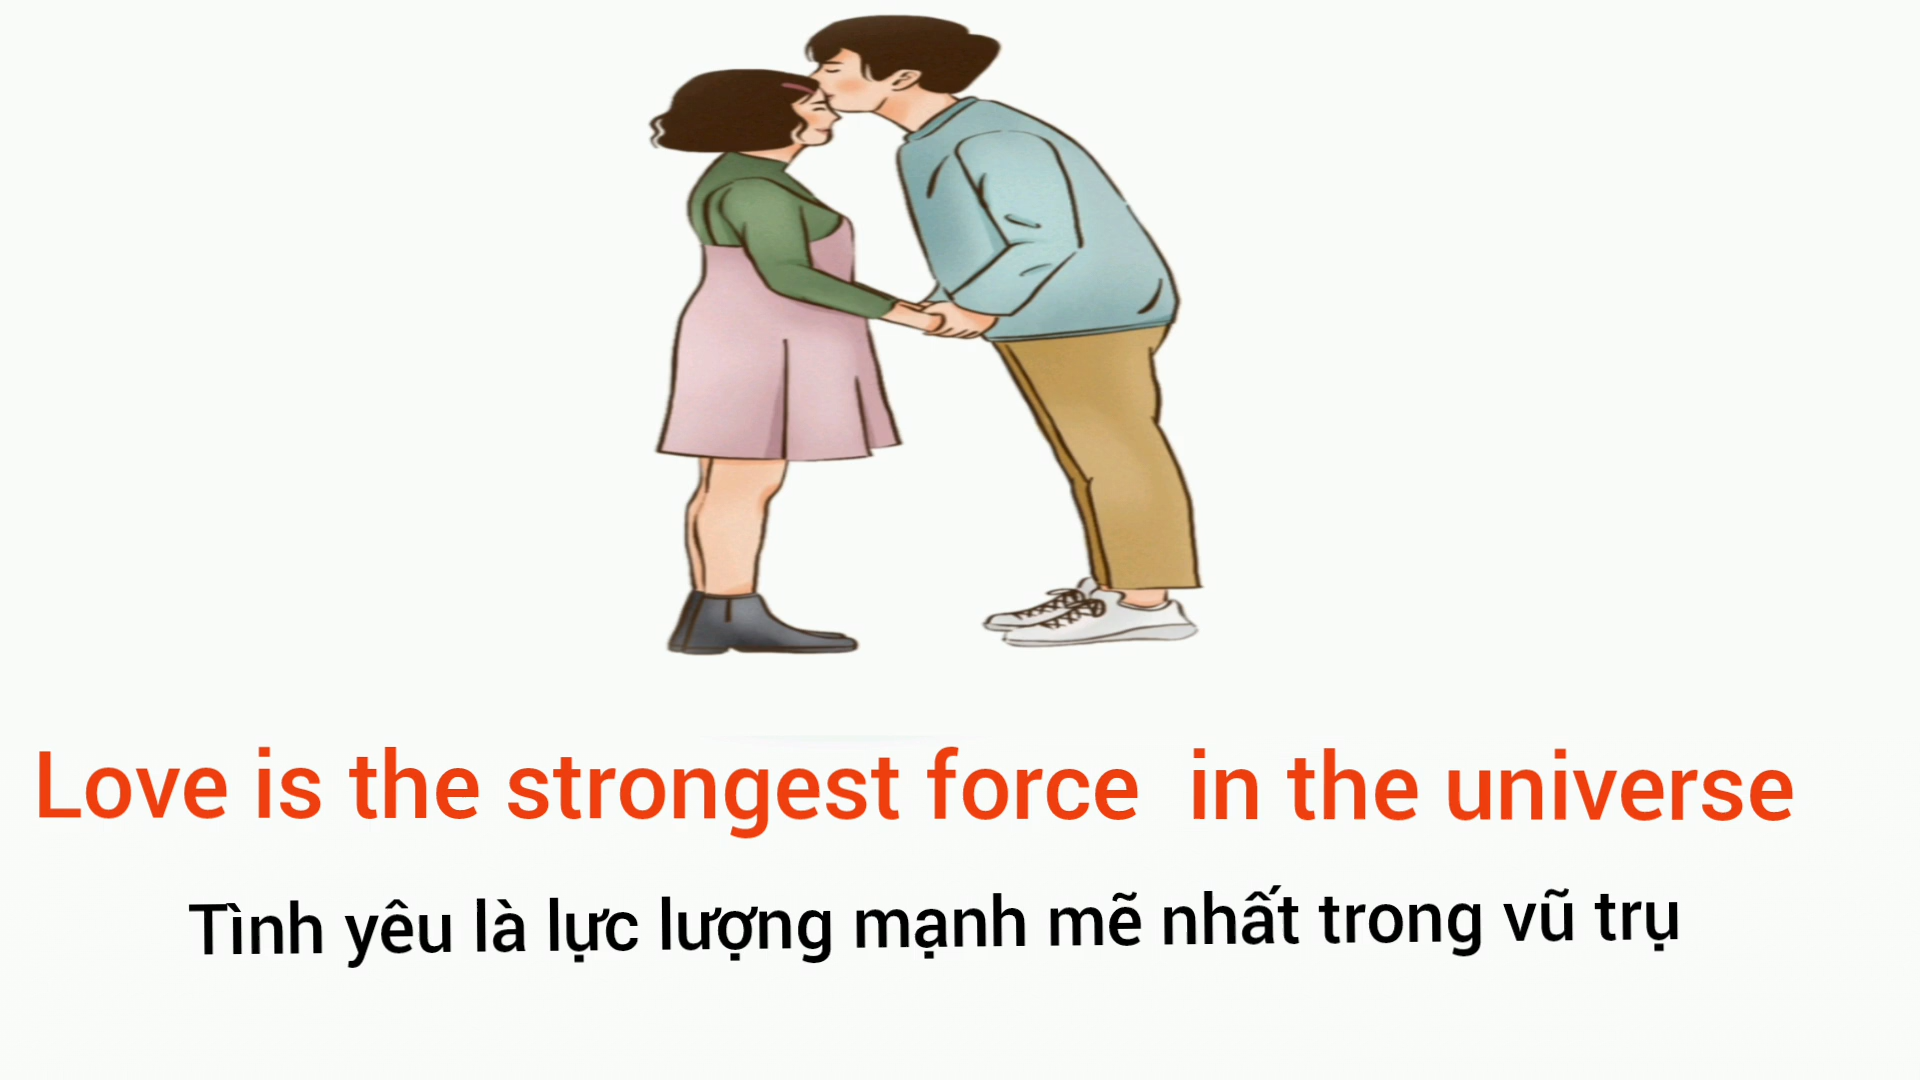 Love is the strongest force  in the universe
Tình yêu là lực lượng mạnh mẽ nhất trong vũ trụ